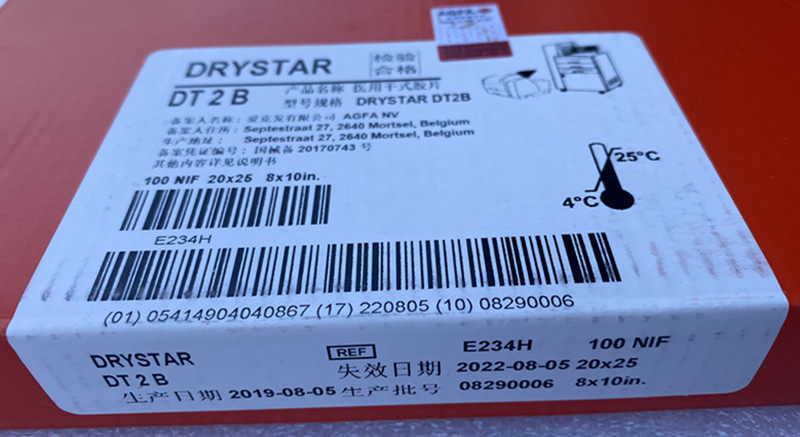 AGFA
DRYSTAR
检验
合格
DT 2 B
产品名称 医用干式胶片
型号规格 DRYSTAR DT2B
备案人名称：爱克发有限公司 AGFA NV
备案人住所： Septestraat 27, 2640 Mortsel, Belgium
生产地址： Septestraat 27, 2640 Mortsel, Belgium
备案凭证编号：国械备 20170743 号
其他内容详见说明书
100 NIF 20x25 8x10in.
25°C
4°C
E234H
(01) 05414904040867 (17) 220805 (10) 08290006
DRYSTAR
DT 2 B
REF E234H 100 NIF
失效日期 2022-08-05 20x25
生产日期 2019-08-05 生产批号 08290006 8x10in.